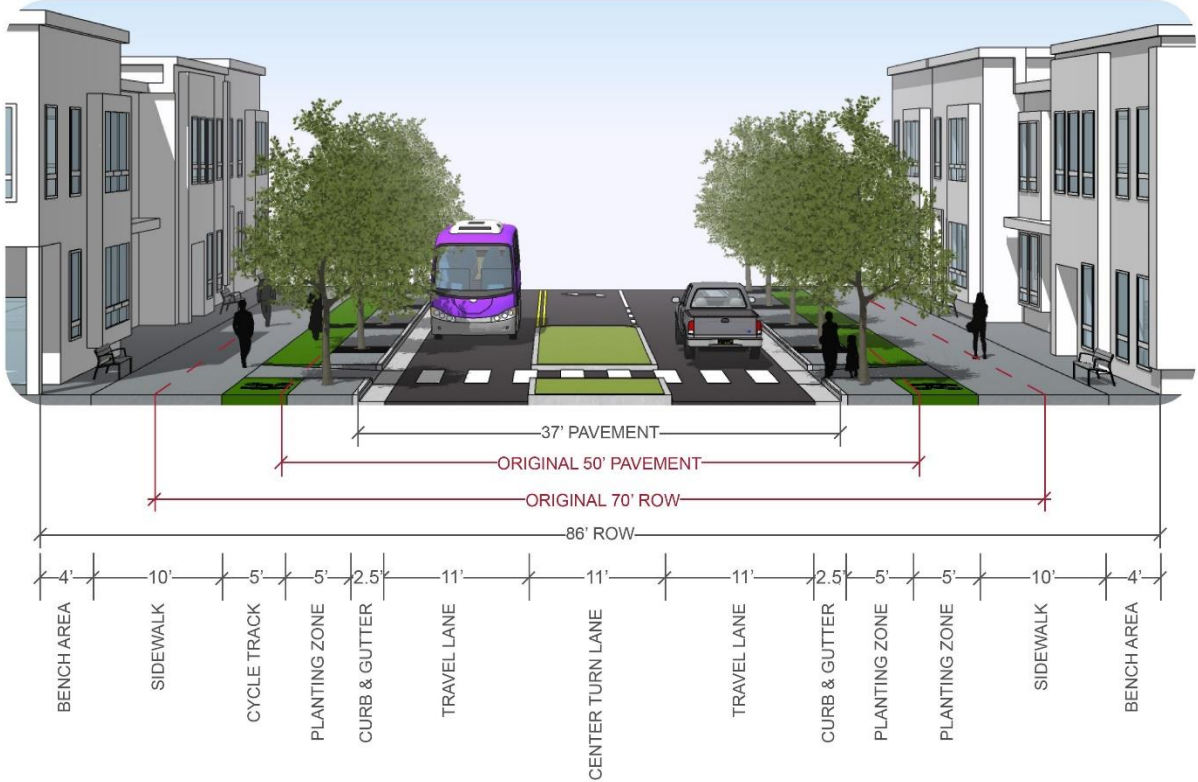 37' PAVEMENT
ORIGINAL 50' PAVEMENT
ORIGINAL 70' ROW
86' ROW
4' 10' 5' 5' 2.5' 11' 11' 11' 2.5' 5' 5' 10' 4'
BENCH AREA
SIDEWALK
CYCLE TRACK
PLANTING ZONE
CURB & GUTTER
TRAVEL LANE
CENTER TURN LANE
TRAVEL LANE
CURB & GUTTER
PLANTING ZONE
PLANTING ZONE
SIDEWALK
BENCH AREA